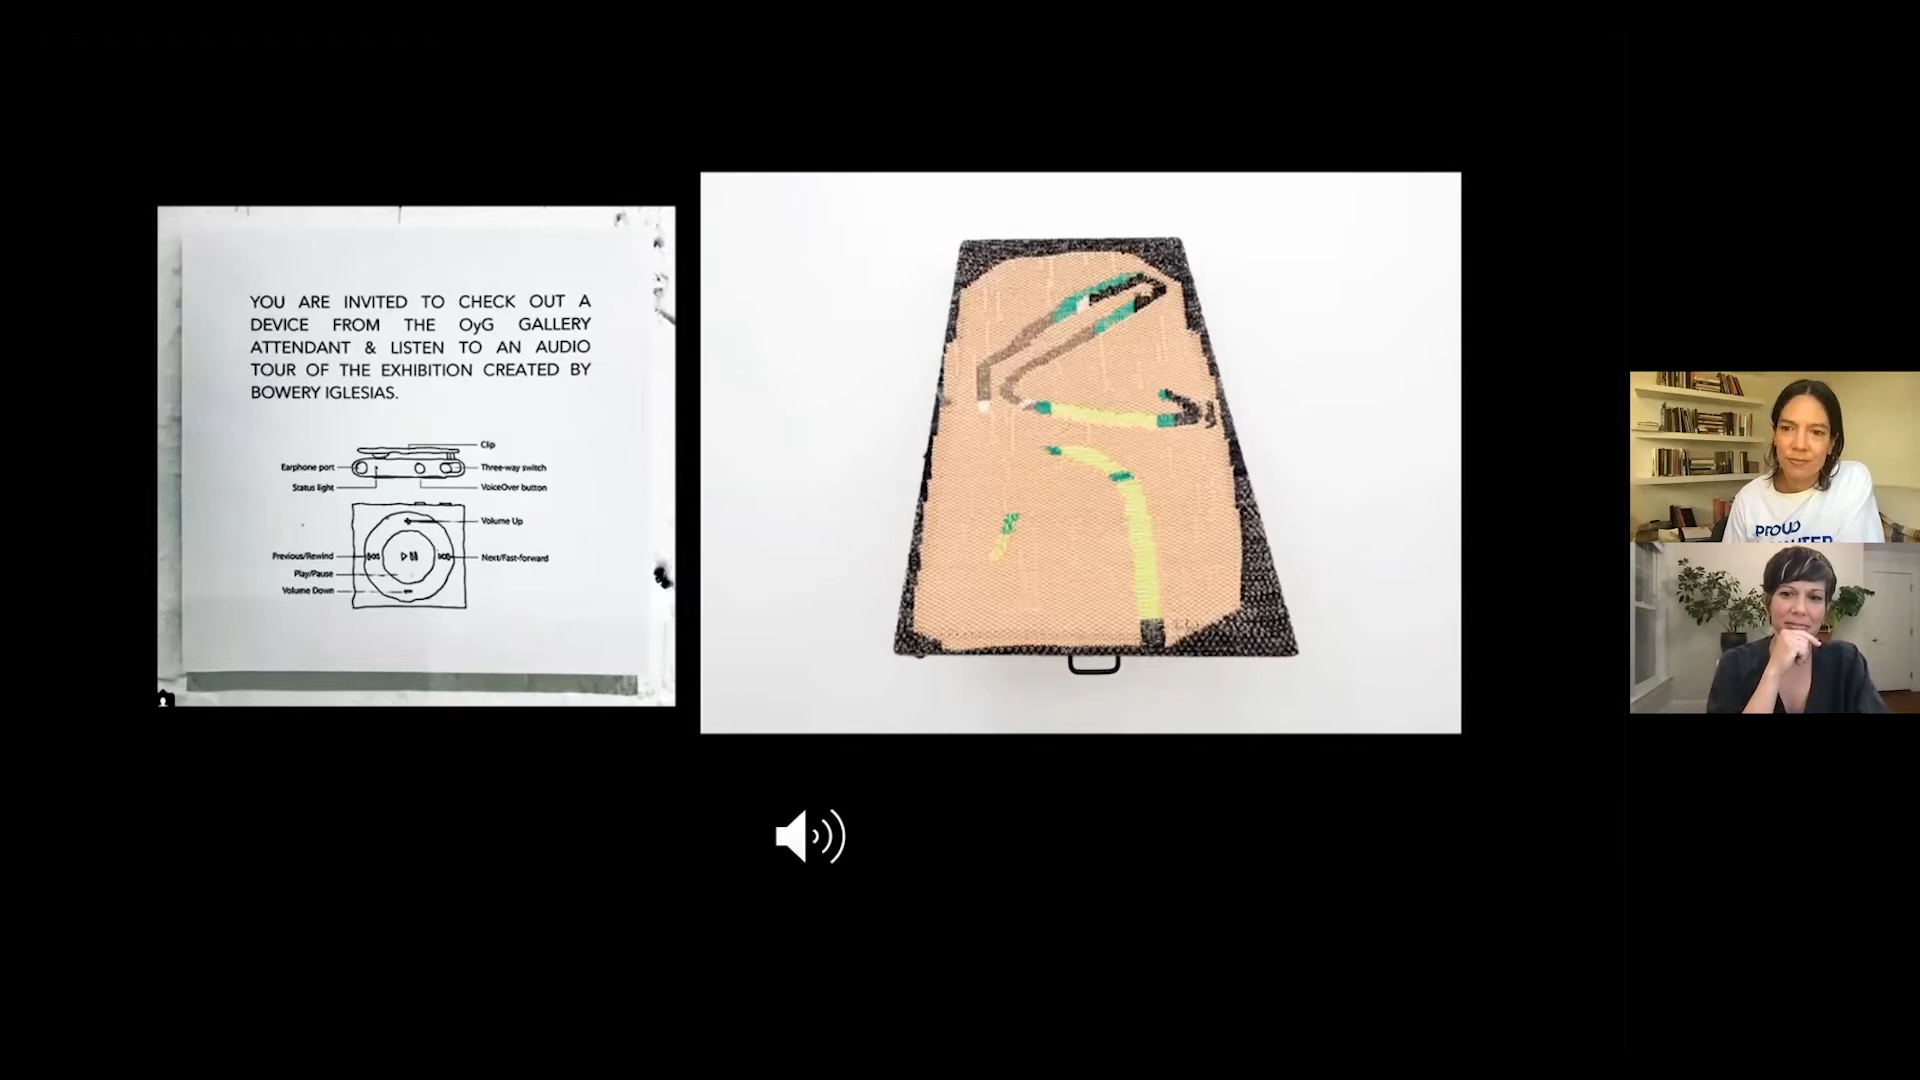 YOU ARE INVITED TO CHECK OUT A
DEVICE FROM THE OyG GALLERY
ATTENDANT & LISTEN TO AN AUDIO
TOUR OF THE EXHIBITION CREATED BY
BOWERY IGLESIAS.
Clip
Earphone port
Three-way switch
Status light
VoiceOver button
Volume Up
Previous/Rewind
Next/Fast-forward
Play/Pause
Volume Down
PROUD